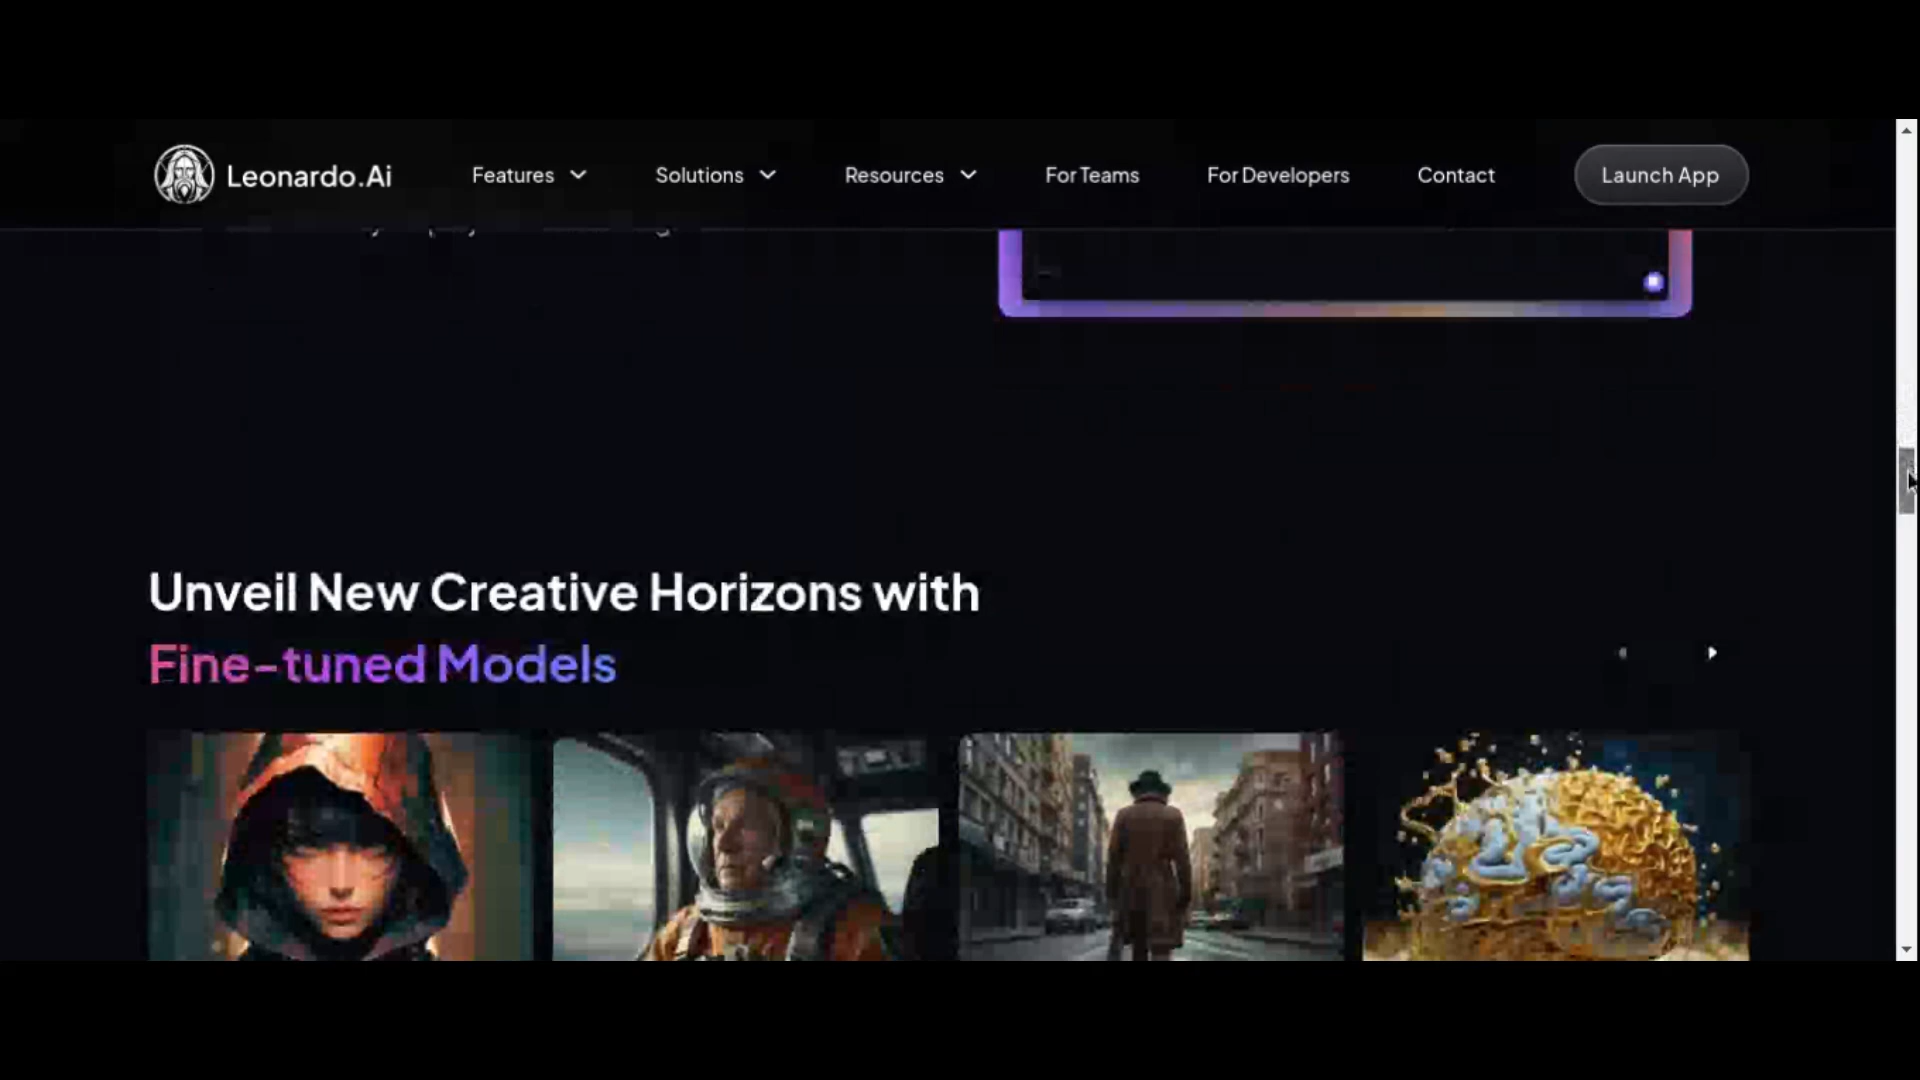 Leonardo.Ai
Features
Solutions
Resources
For Teams
For Developers
Contact
Launch App
Unveil New Creative Horizons with
Fine-tuned Models